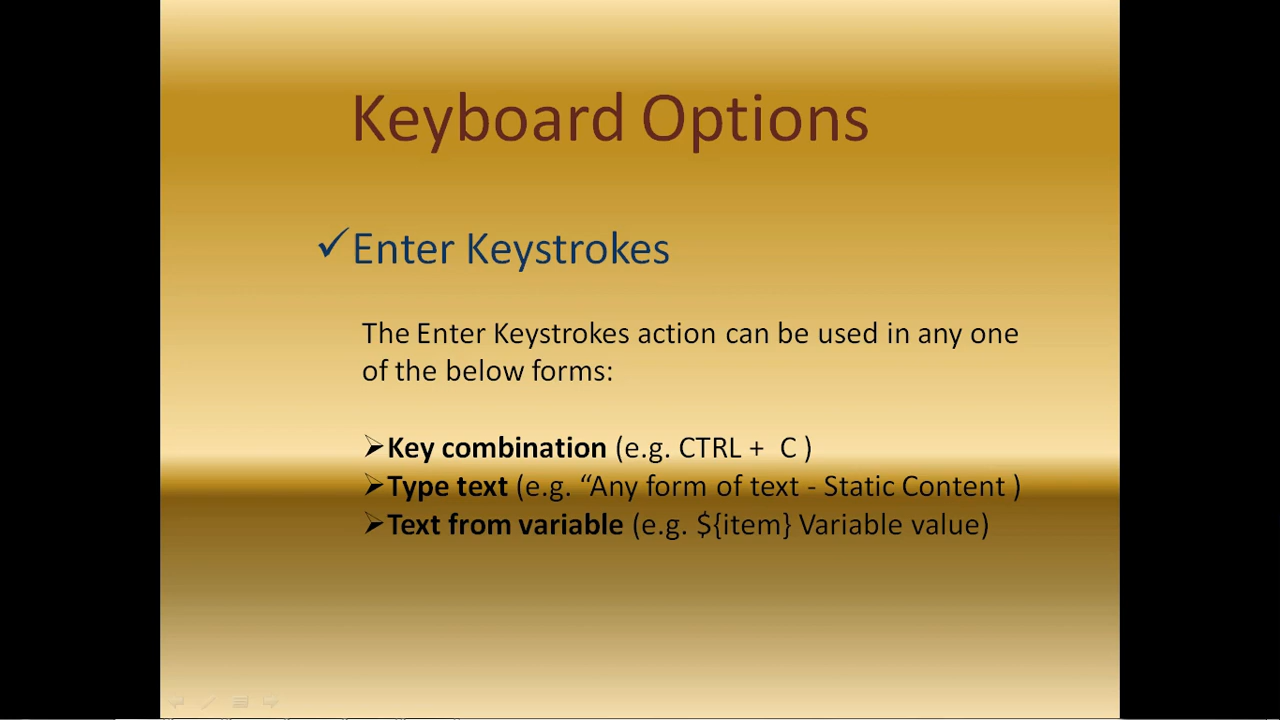 Keyboard Options
✓Enter Keystrokes
The Enter Keystrokes action can be used in any one
of the below forms:
➢Key combination (e.g. CTRL +  C )
➢Type text (e.g. “Any form of text - Static Content )
➢Text from variable (e.g. ${item} Variable value)